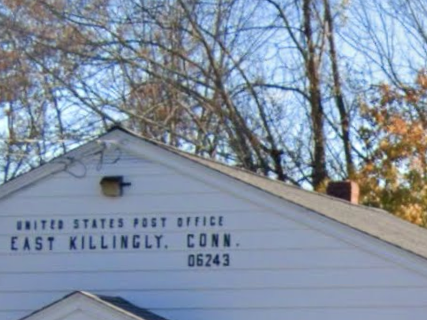 UNITED STATES POST OFFICE
EAST KILLINGLY. CONN.
06243